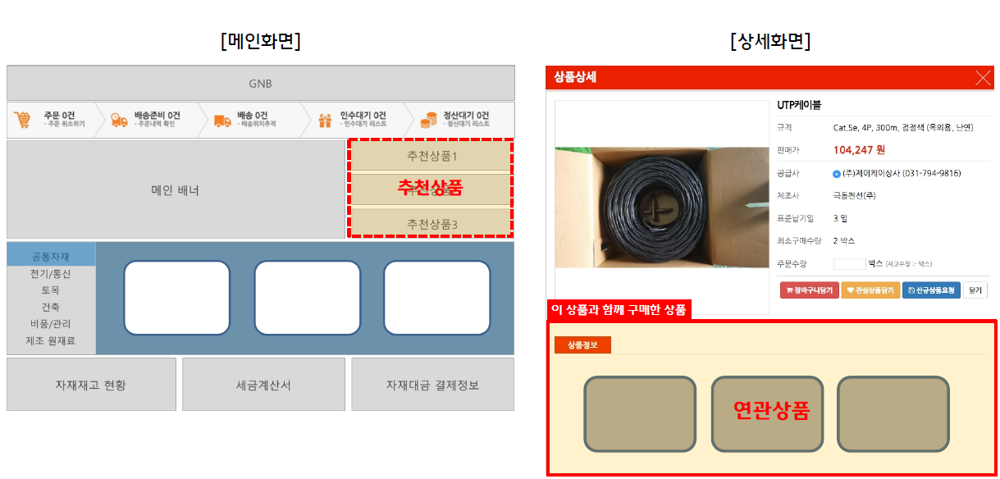 [메인화면]
GNB
주문 0건
- 주문 취소하기
배송준비 0건
- 주문내역 확인
배송 0건
- 배송위치추적
인수대기 0건
- 인수대기 리스트
정산대기 0건
- 정산대기 리스트
메인 배너
추천상품1
추천상품
추천상품3
공통자재
전기/통신
토목
건축
비품/관리
제조 원재료
자재재고 현황
세금계산서
자재대금 결제정보
[상세화면]
상품상세
UTP케이블
규격 Cat.5e, 4P, 300m, 검정색 (옥외용, 난연)
판매가 104,247 원
공급사 (주)제이케이상사 (031-794-9816)
제조사 극동전선(주)
표준납기일 3 일
최소구매수량 2 박스
주문수량 박스 (재고수량 :- 박스)
장바구니담기 관심상품담기 신규상품요청 닫기
이 상품과 함께 구매한 상품
상품정보
연관상품